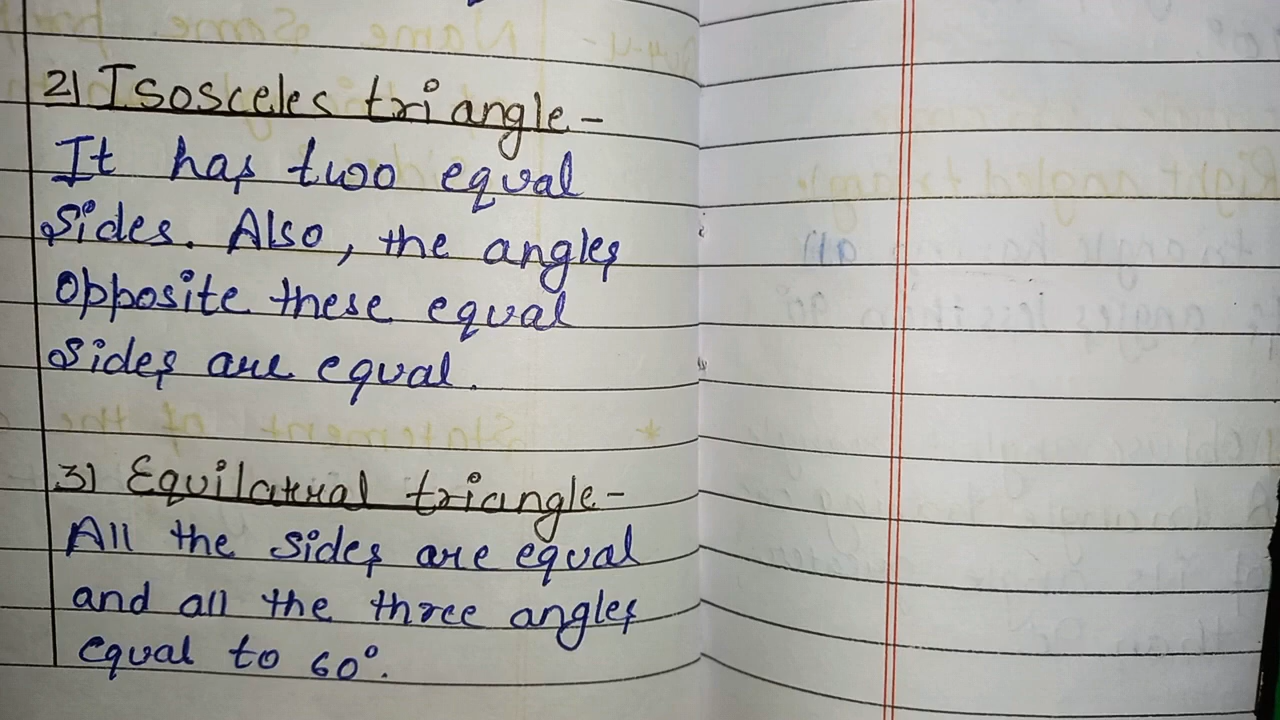 2) Isosceles triangle-
It has two equal
sides. Also, the angles
opposite these equal
sides are equal.
3) Equilateral triangle-
All the sides are equal
and all the three angles
equal to 60°.